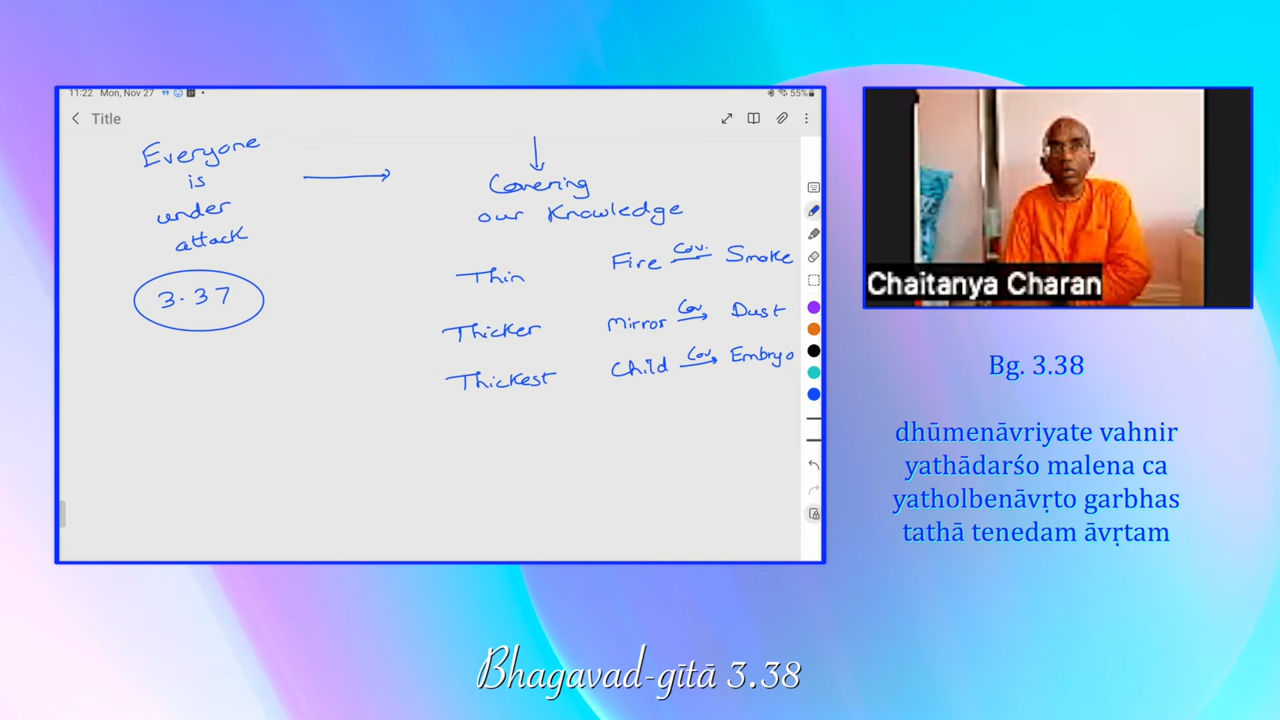 11:22 Mon, Nov 27
55%
Title
Everyone
is
under
attack
3.37
Covering
our Knowledge
Thin
Fire Cov. Smoke
Thicker
Mirror Cov Dust
Thickest
Child Cov Embryo
Chaitanya Charan
Bg. 3.38
dhūmenāvriyate vahnir
yathādarśo malena ca
yatholbenāvṛto garbhas
tathā tenedam āvṛtam
Bhagavad-gītā 3.38